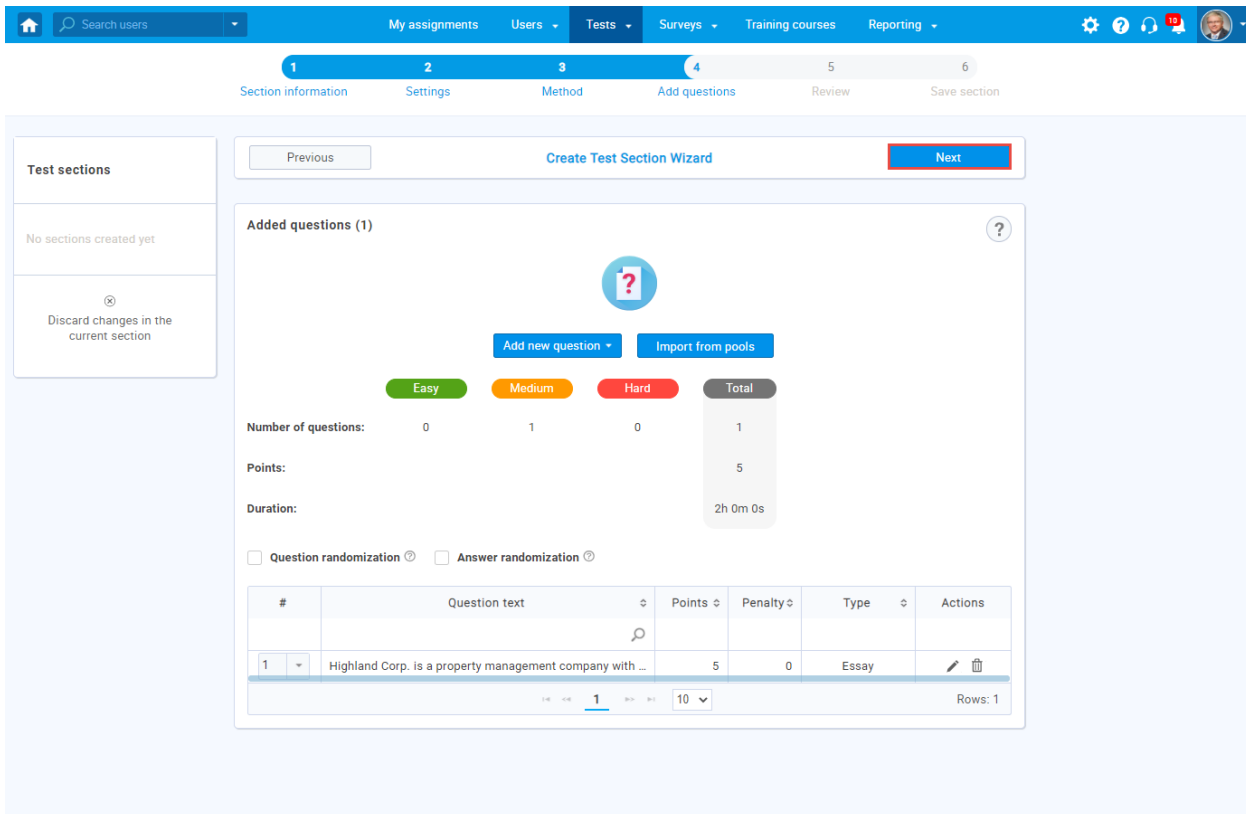 Search users
My assignments Users Tests Surveys Training courses Reporting
10
1 2 3 4 5 6
Section information Settings Method Add questions Review Save section
Test sections
No sections created yet
Discard changes in the
current section
Previous Create Test Section Wizard Next
Added questions (1)
?
?
Add new question Import from pools
Easy Medium Hard Total
Number of questions: 0 1 0 1
Points: 5
Duration: 2h 0m 0s
Question randomization ? Answer randomization ?
# Question text Points Penalty Type Actions
1 Highland Corp. is a property management company with ... 5 0 Essay
1 10 Rows: 1